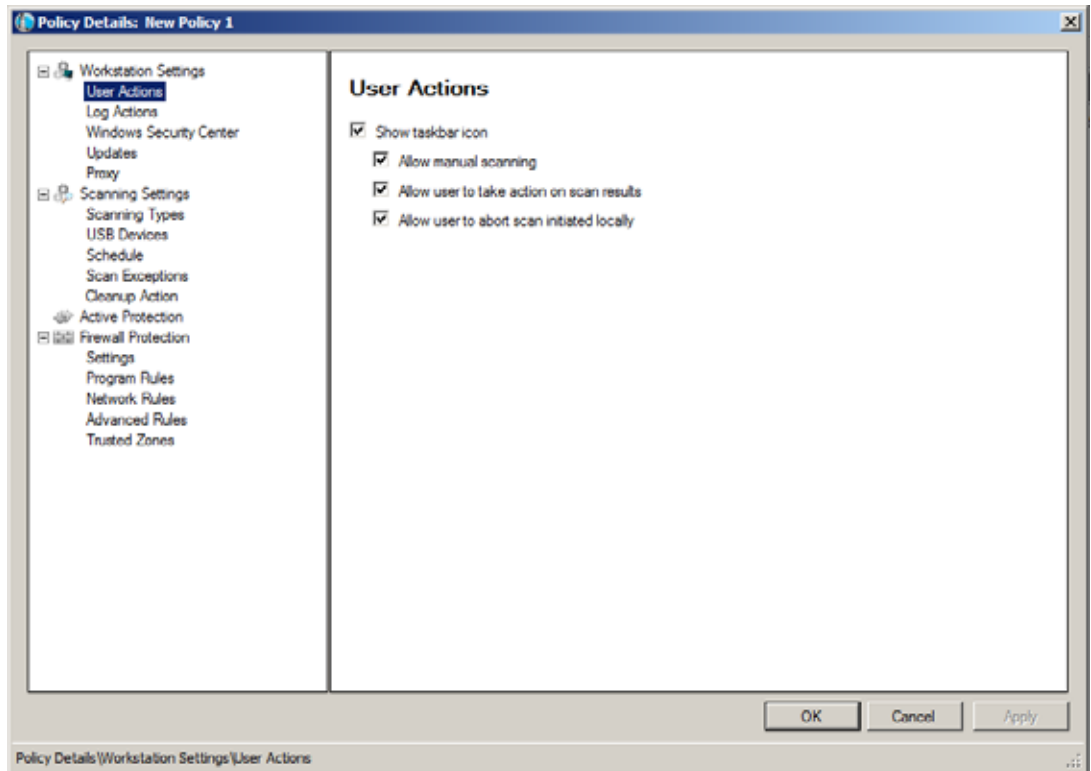 Policy Details: New Policy 1
Workstation Settings
User Actions
Log Actions
Windows Security Center
Updates
Proxy
Scanning Settings
Scanning Types
USB Devices
Schedule
Scan Exceptions
Cleanup Action
Active Protection
Firewall Protection
Settings
Program Rules
Network Rules
Advanced Rules
Trusted Zones
User Actions
Show taskbar icon
Allow manual scanning
Allow user to take action on scan results
Allow user to abort scan initiated locally
OK Cancel Apply
Policy Details\Workstation Settings\User Actions